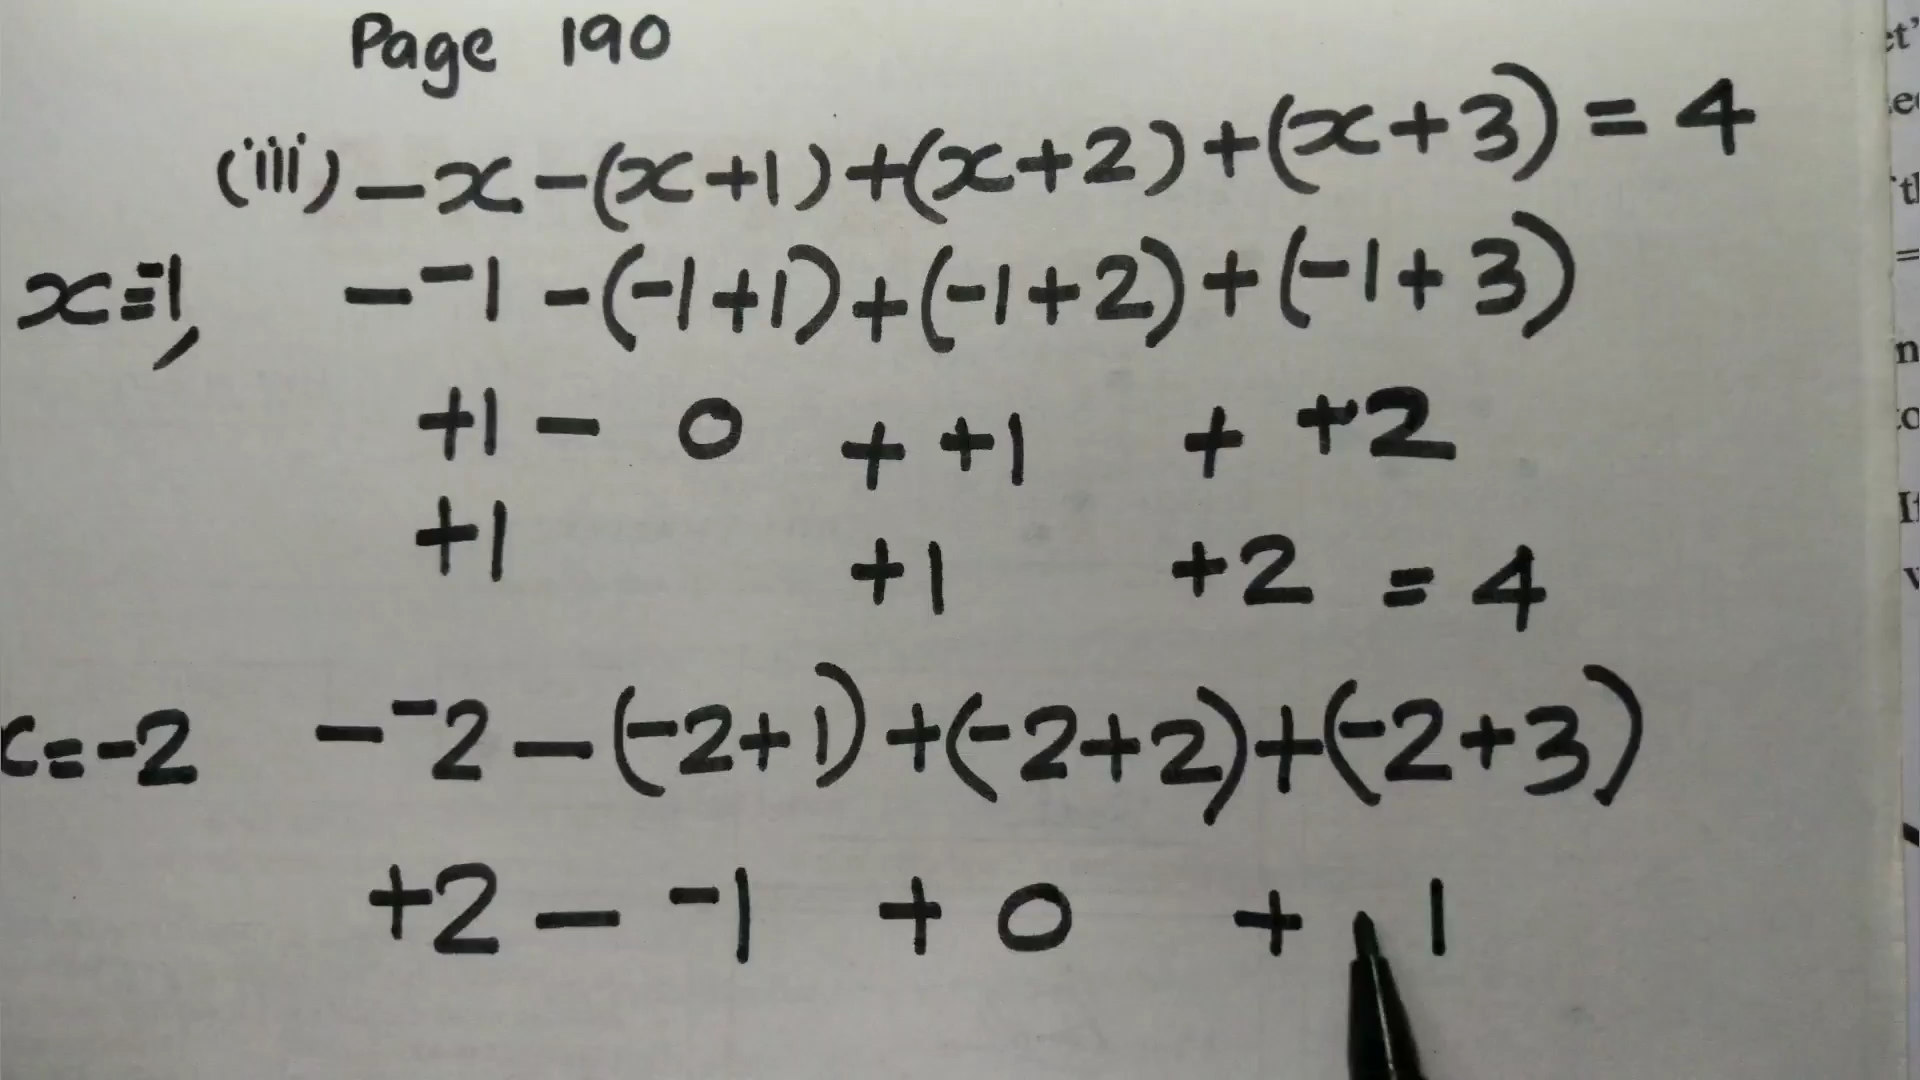 Page 190
(iii) -x-(x+1)+(x+2)+(x+3)=4
x=-1, - -1 -(-1+1)+(-1+2)+(-1+3)
+1 - 0 + +1 + +2
+1 +1 +2 = 4
x=-2 - -2 -(-2+1)+(-2+2)+(-2+3)
+2 - -1 + 0 + 1